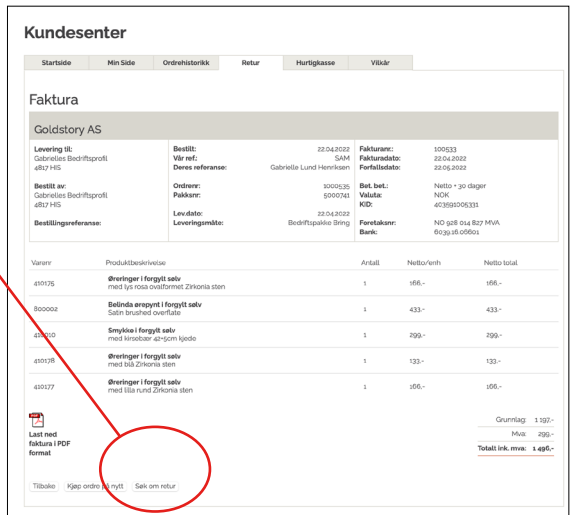 Kundesenter
Startside Min Side Ordrehistorikk Retur Hurtigkasse Vilkår
Faktura
Goldstory AS
Levering til:
Gabrielles Bedriftsprofil
4817 HIS
Bestilt av:
Gabrielles Bedriftsprofil
4817 HIS
Bestillingsreferanse:
Bestilt: 22.04.2022
Vår ref.: SAM
Deres referanse: Gabrielle Lund Henriksen
Ordrenr: 1000535
Pakksnr: 5000741
Lev.dato: 22.04.2022
Leveringsmåte: Bedriftspakke Bring
Fakturanr.: 100533
Fakturadato: 22.04.2022
Forfallsdato: 22.05.2022
Bet. bet.: Netto + 30 dager
Valuta: NOK
KID: 403591005331
Foretaksnr: NO 928 014 827 MVA
Bank: 6039.16.06601
Varenr Produktbeskrivelse Antall Netto/enh Netto total
410175 Øreringer i forgylt sølv 1 166,- 166,-
med lys rosa ovalformet Zirkonia sten
800002 Belinda ørepynt i forgylt sølv 1 433,- 433,-
Satin brushed overflate
410010 Smykke i forgylt sølv 1 299,- 299,-
med kirsebær 42+5cm kjede
410178 Øreringer i forgylt sølv 1 133,- 133,-
med blå Zirkonia sten
410177 Øreringer i forgylt sølv 1 166,- 166,-
med lilla rund Zirkonia sten
PDF
Last ned
faktura i PDF
format
Grunnlag: 1 197,-
Mva: 299,-
Totalt ink. mva: 1 496,-
Tilbake Kjøp ordre på nytt Søk om retur